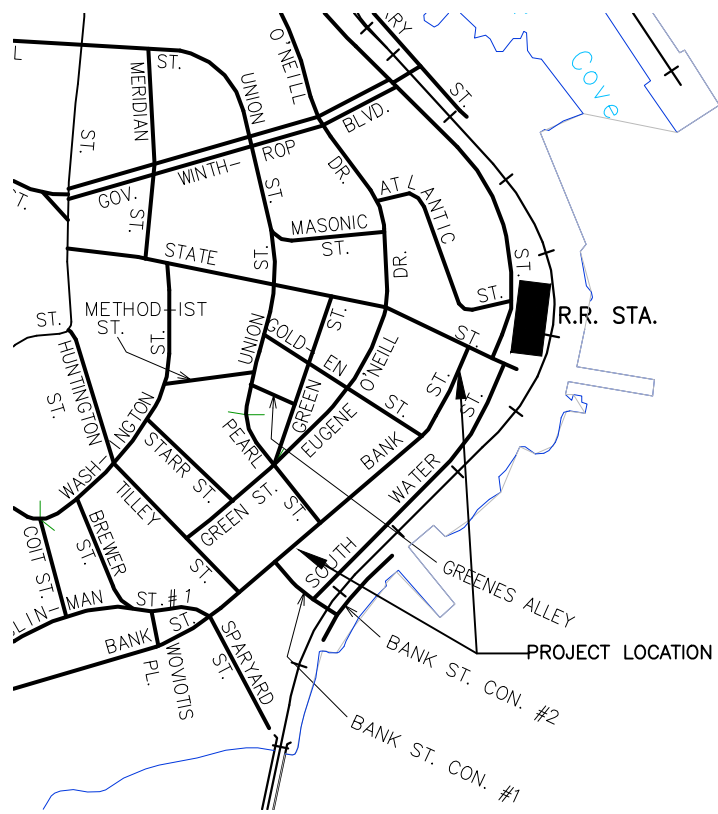 O'NEILL
ARY
ST.
Cove
L
MERIDIAN
ST.
UNION
ST.
BLVD.
ROP
WINTH-
GOV.
DR.
ATLANTIC
T.
ST.
ST.
MASONIC
ST.
STATE
ST.
DR.
ST.
ST.
R.R. STA.
METHOD-IST
ST.
ST.
ST.
UNION
GOLD-
EN
ST.
ST.
HUNTINGTON
ST.
GREEN
O'NEILL
EUGENE
ST.
ST.
ST.
WASH-
INGTON
STARR ST.
PEARL
ST.
BANK
WATER
TILLEY
ST.
GREEN ST.
BREWER
ST.
COIT ST.
SOUTH
GREENES ALLEY
LIN-
MAN
ST.#1
BANK
ST.
WOVIOTIS
PL.
SPARYARD
ST.
PROJECT LOCATION
BANK ST. CON. #2
BANK ST. CON. #1